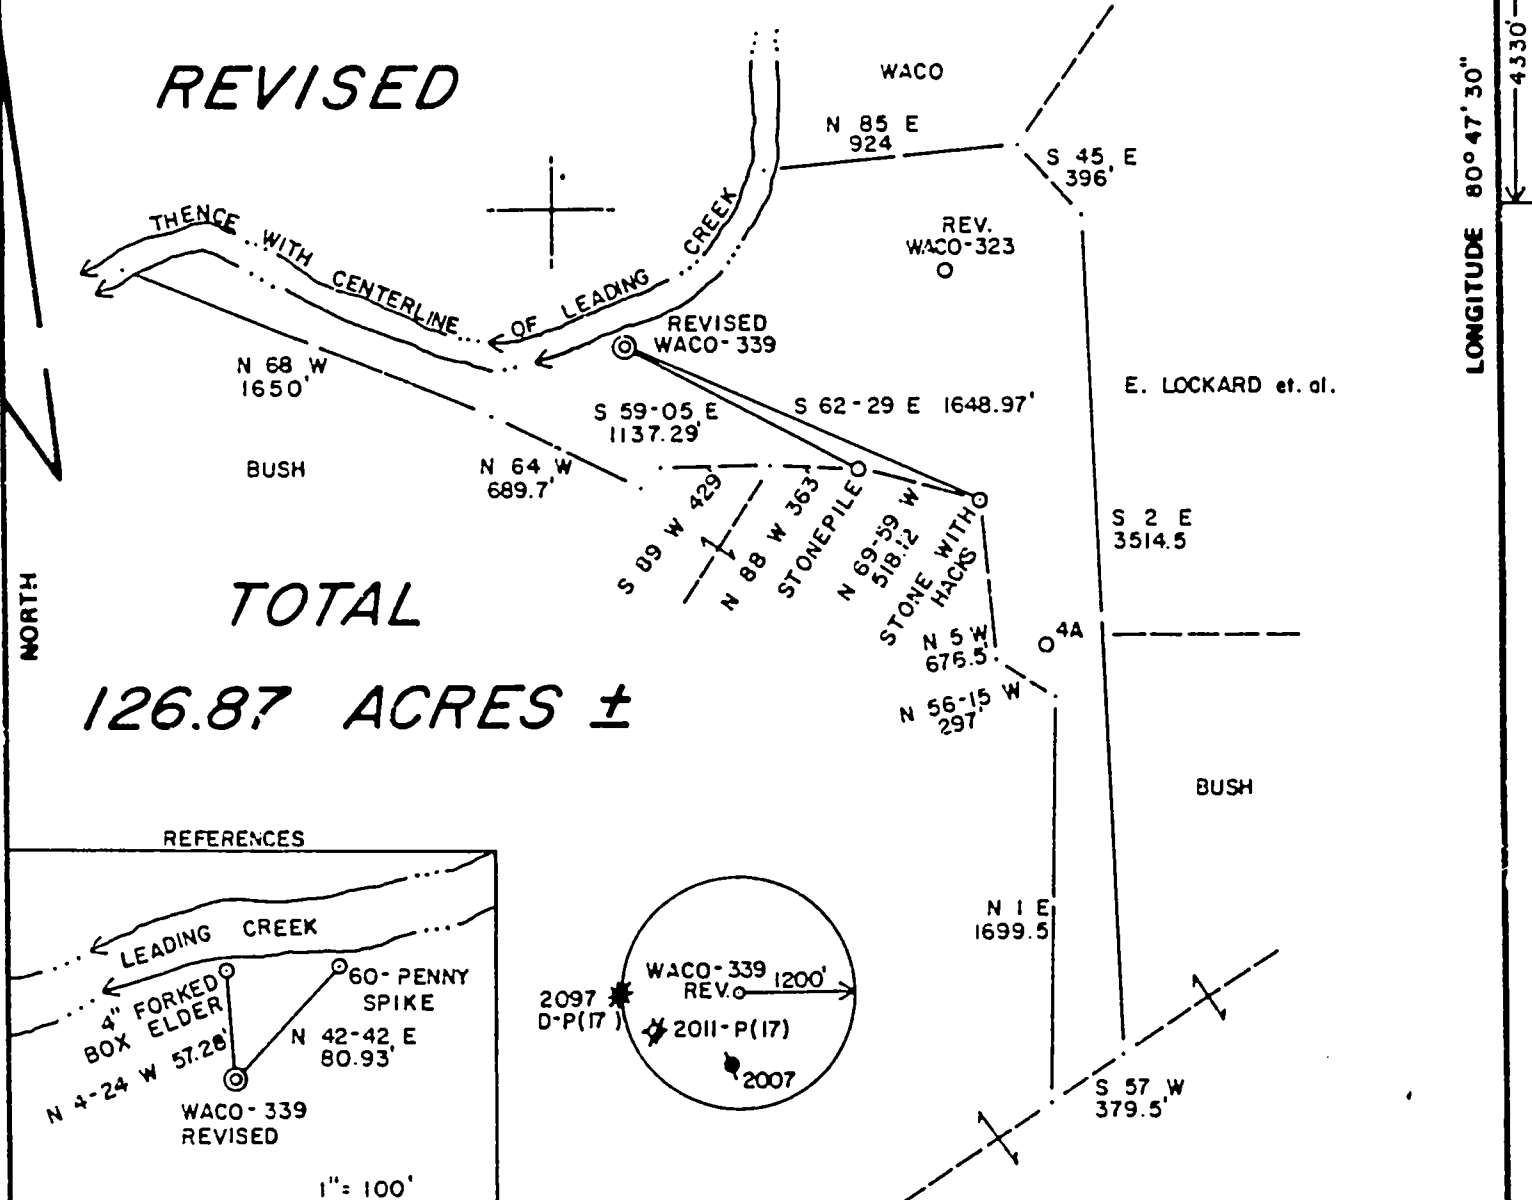 4330'
LONGITUDE 80° 47' 30"
REVISED
WACO
N 85 E
924
S 45 E
396'
REV.
WACO-323
THENCE WITH CENTERLINE OF LEADING CREEK
REVISED
WACO-339
N 68 W
1650'
S 59-05 E
1137.29'
S 62-29 E 1648.97'
E. LOCKARD et. al.
BUSH
N 64 W
689.7'
S 89 W 429'
N 88 W 363'
STONEPILE
N 69-59 W
518.12
STONE WITH
HACKS
S 2 E
3514.5
NORTH
TOTAL
126.87 ACRES ±
N 5 W
676.5'
4A
N 56-15 W
297'
BUSH
N 1 E
1699.5
S 57 W
379.5'
REFERENCES
LEADING CREEK
4" FORKED
BOX ELDER
N 4-24 W 57.28'
60-PENNY
SPIKE
N 42-42 E
80.93'
WACO-339
REVISED
1"= 100'
WACO-339
REV.
1200'
2097
D-P(17)
2011-P(17)
2007